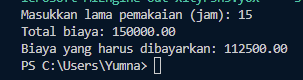 Masukkan lama pemakaian (jam): 15
Total biaya: 150000.00
Biaya yang harus dibayarkan: 112500.00
PS C:\Users\Yumna>